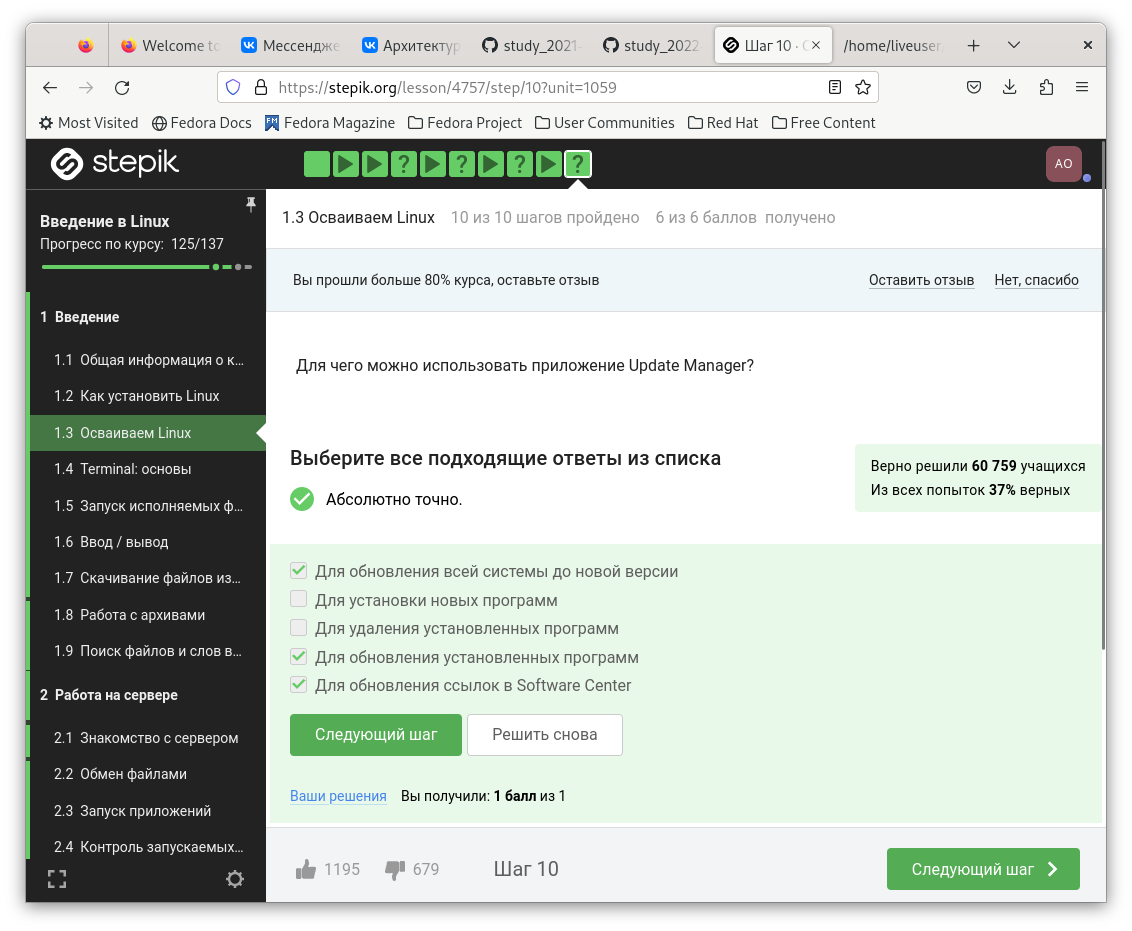 Welcome to
Мессендже
Архитектур
study_2021-
study_2022
Шаг 10 ·
/home/liveuser
https://stepik.org/lesson/4757/step/10?unit=1059
Most Visited
Fedora Docs
Fedora Magazine
Fedora Project
User Communities
Red Hat
Free Content
stepik
AO
Введение в Linux
Прогресс по курсу: 125/137
1 Введение
1.1 Общая информация о к...
1.2 Как установить Linux
1.3 Осваиваем Linux
1.4 Terminal: основы
1.5 Запуск исполняемых ф...
1.6 Ввод / вывод
1.7 Скачивание файлов из...
1.8 Работа с архивами
1.9 Поиск файлов и слов в...
2 Работа на сервере
2.1 Знакомство с сервером
2.2 Обмен файлами
2.3 Запуск приложений
2.4 Контроль запускаемых...
1.3 Осваиваем Linux 10 из 10 шагов пройдено 6 из 6 баллов получено
Вы прошли больше 80% курса, оставьте отзыв
Оставить отзыв
Нет, спасибо
Для чего можно использовать приложение Update Manager?
Выберите все подходящие ответы из списка
Абсолютно точно.
Верно решили 60 759 учащихся
Из всех попыток 37% верных
Для обновления всей системы до новой версии
Для установки новых программ
Для удаления установленных программ
Для обновления установленных программ
Для обновления ссылок в Software Center
Следующий шаг
Решить снова
Ваши решения Вы получили: 1 балл из 1
1195
679
Шаг 10
Следующий шаг